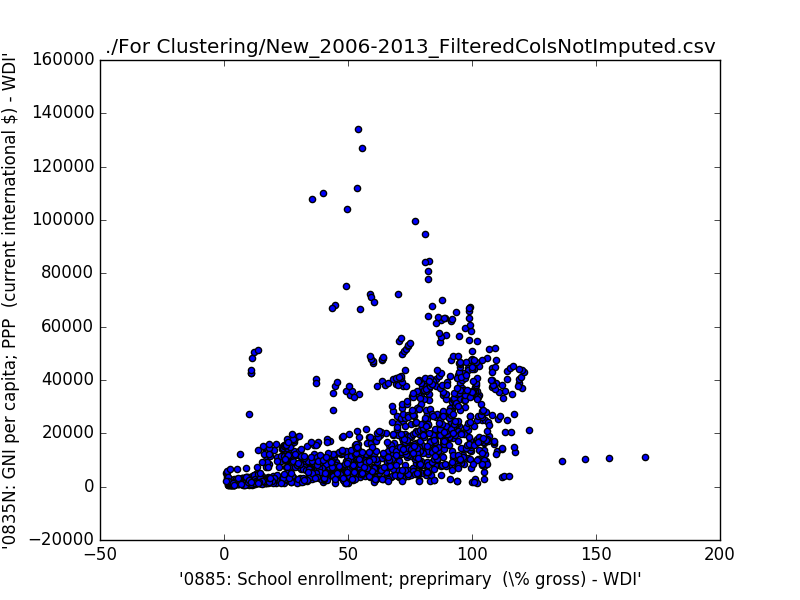 ./For Clustering/New_2006-2013_FilteredColsNotImputed.csv
'0835N: GNI per capita; PPP  (current international $) - WDI'
160000
140000
120000
100000
80000
60000
40000
20000
0
−20000
−50 0 50 100 150 200
'0885: School enrollment; preprimary  (\% gross) - WDI'